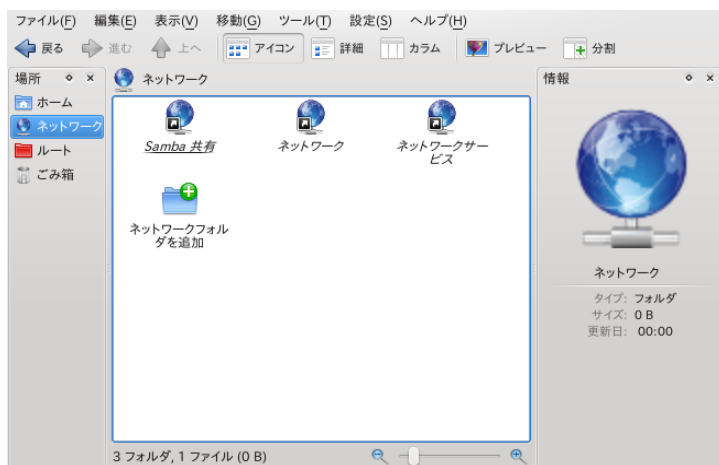 ファイル(F) 編集(E) 表示(V) 移動(G) ツール(T) 設定(S) ヘルプ(H)
戻る 進む 上へ アイコン 詳細 カラム プレビュー 分割
場所
ネットワーク
情報
ホーム
ネットワーク
ルート
ごみ箱
Samba 共有
ネットワーク
ネットワークサー
ビス
ネットワークフォル
ダを追加
ネットワーク
タイプ: フォルダ
サイズ: 0 B
更新日: 00:00
3 フォルダ, 1 ファイル (0 B)